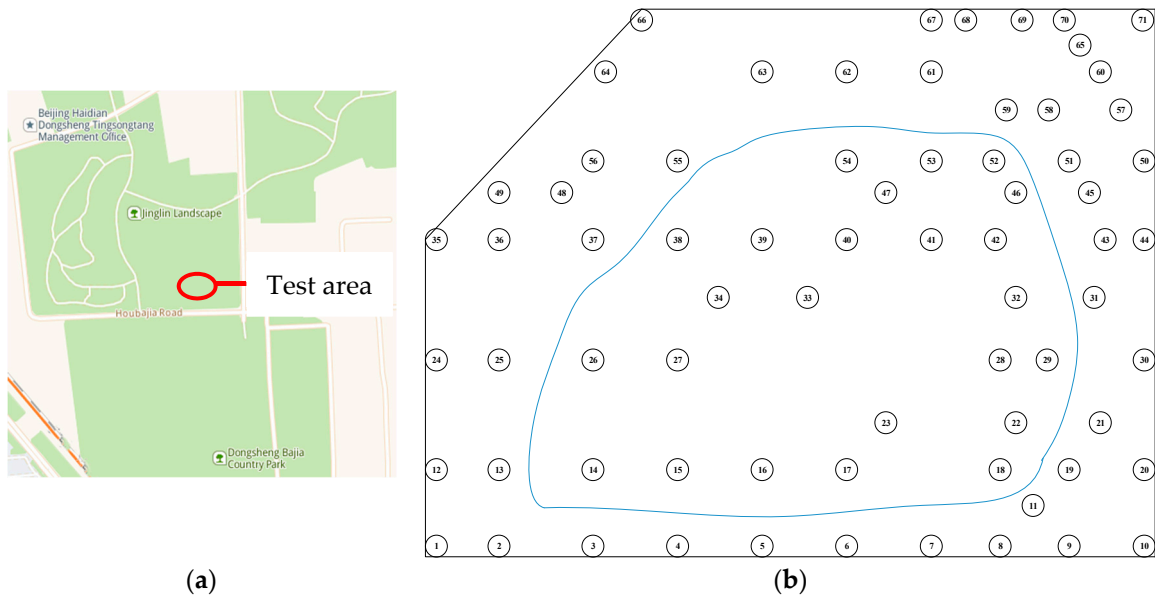 Beijing Haidian
Dongsheng Tingsongtang
Management Office
Jinglin Landscape
Test area
Houbajia Road
Dongsheng Bajia
Country Park
(a)
66 67 68 69 70 71
65
64 63 62 61 60
59 58 57
56 55 54 53 52 51 50
49 48 47 46 45
35 36 37 38 39 40 41 42 43 44
34 33 32 31
24 25 26 27 28 29 30
23 22 21
12 13 14 15 16 17 18 19 20
11
1 2 3 4 5 6 7 8 9 10
(b)